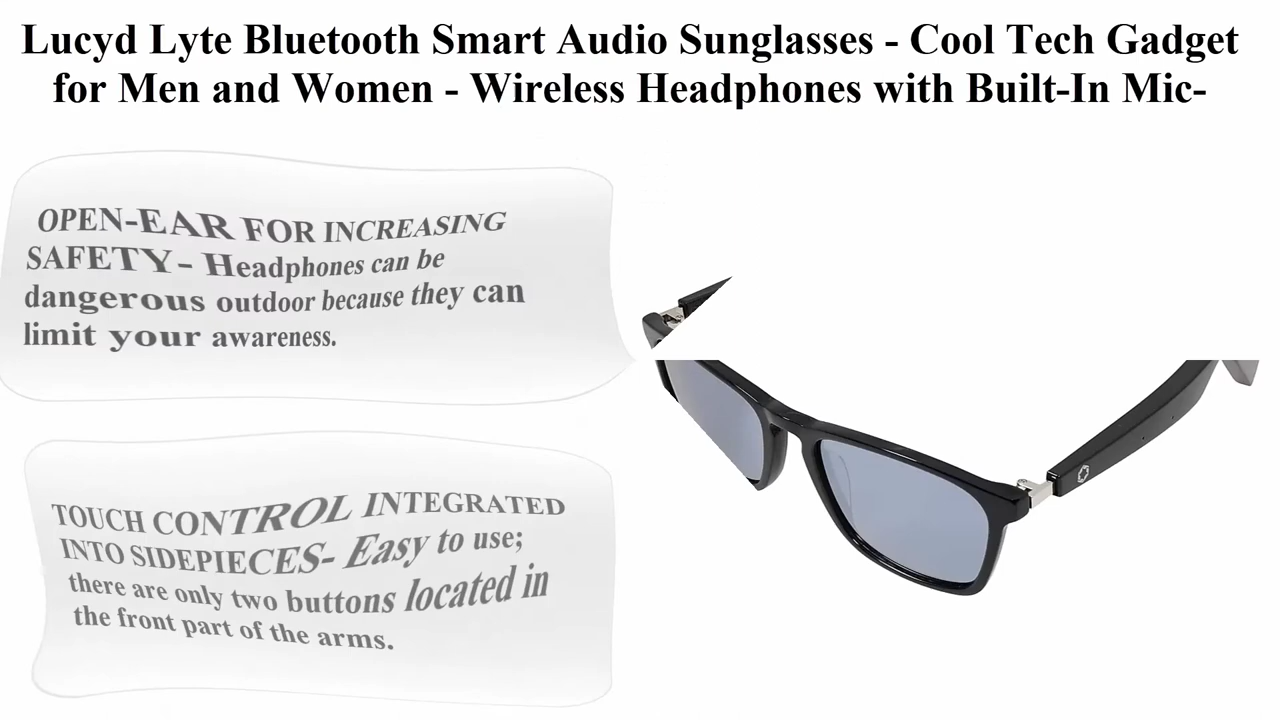 Lucyd Lyte Bluetooth Smart Audio Sunglasses - Cool Tech Gadget
for Men and Women - Wireless Headphones with Built-In Mic-
OPEN-EAR FOR INCREASING
SAFETY- Headphones can be
dangerous outdoor because they can
limit your awareness.
TOUCH CONTROL INTEGRATED
INTO SIDEPIECES- Easy to use;
there are only two buttons located in
the front part of the arms.